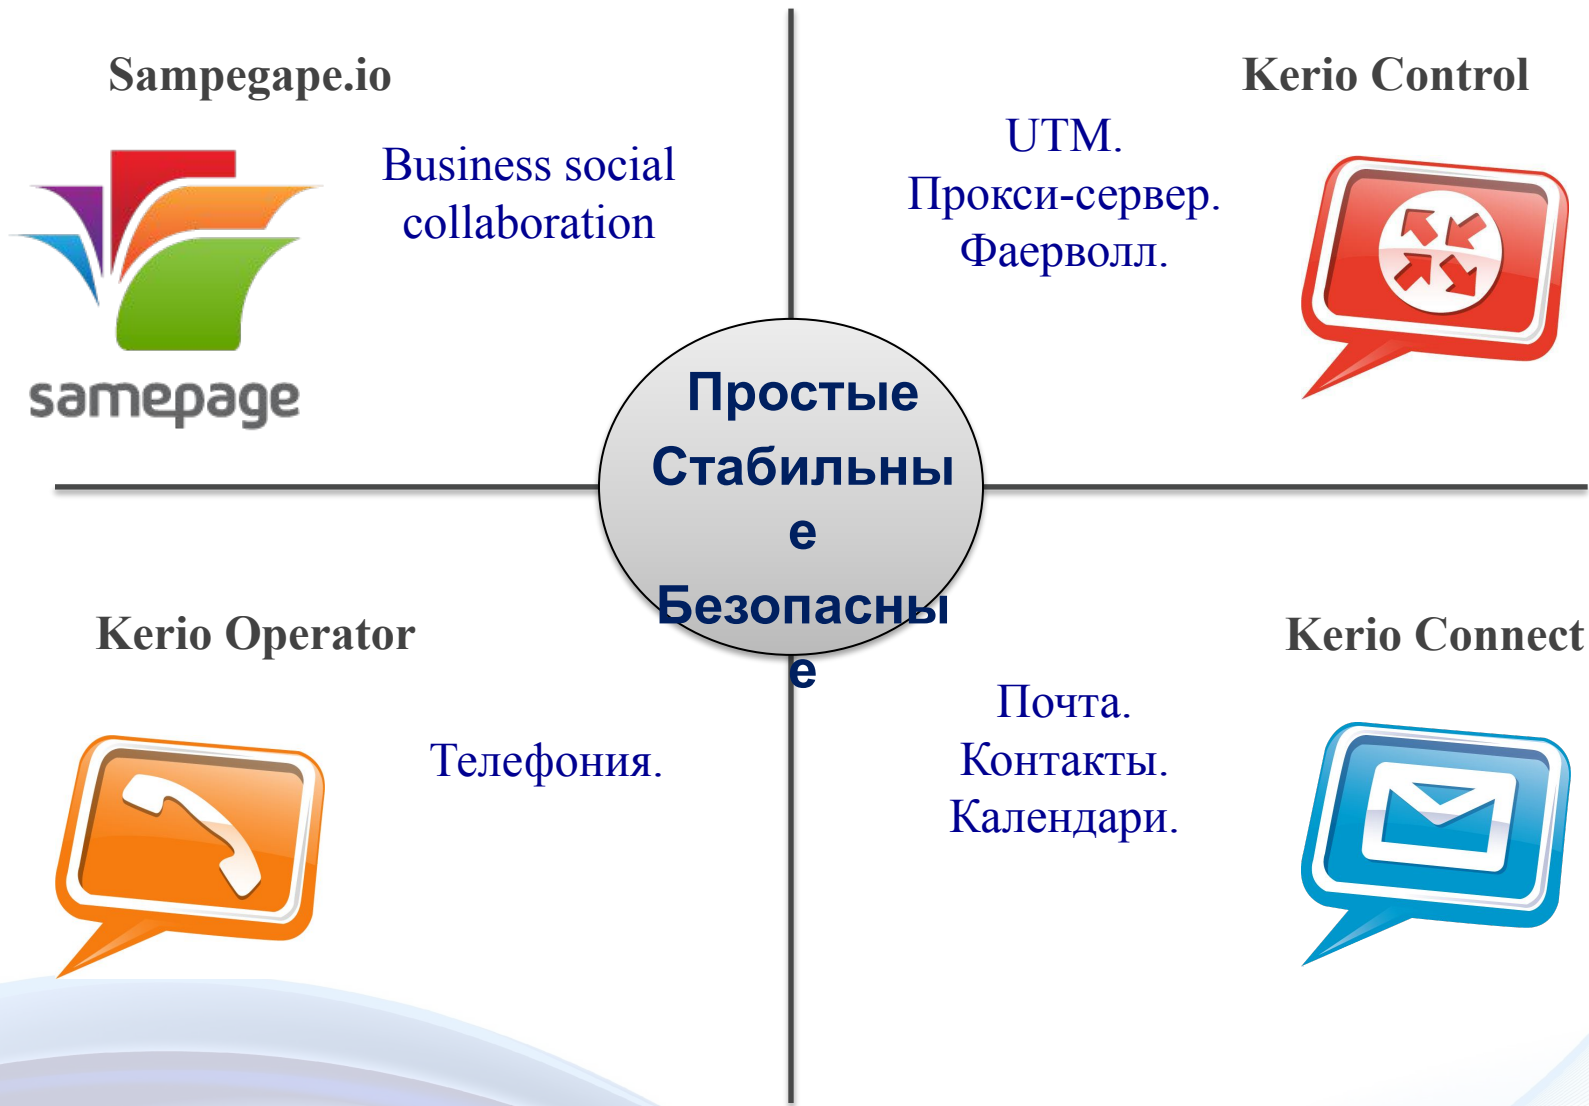 Sampegape.io
Business social
collaboration
samepage
Kerio Control
UTM.
Прокси-сервер.
Фаерволл.
Простые
Стабильны
е
Безопасны
е
Kerio Operator
Телефония.
Kerio Connect
Почта.
Контакты.
Календари.